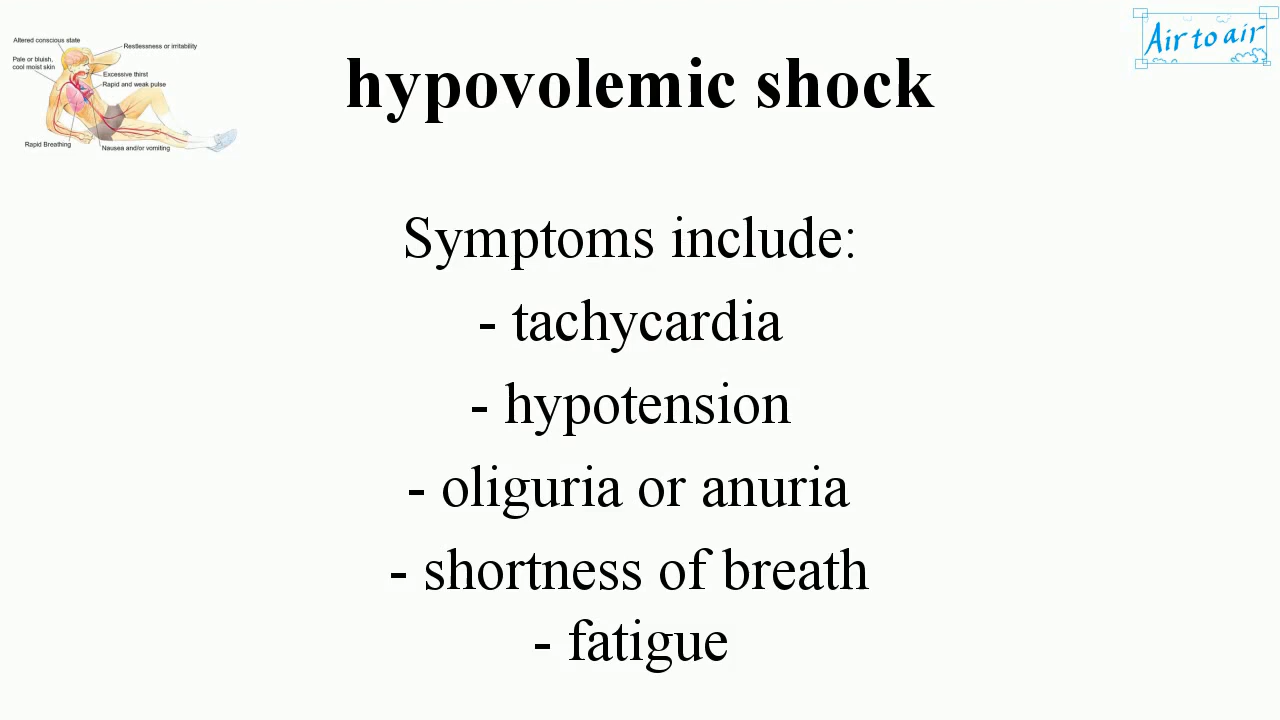 Altered conscious state
Restlessness or irritability
Pale or bluish,
cool moist skin
Excessive thirst
Rapid and weak pulse
Rapid Breathing
Nausea and/or vomiting
Air to air
hypovolemic shock
Symptoms include:
- tachycardia
- hypotension
- oliguria or anuria
- shortness of breath
- fatigue